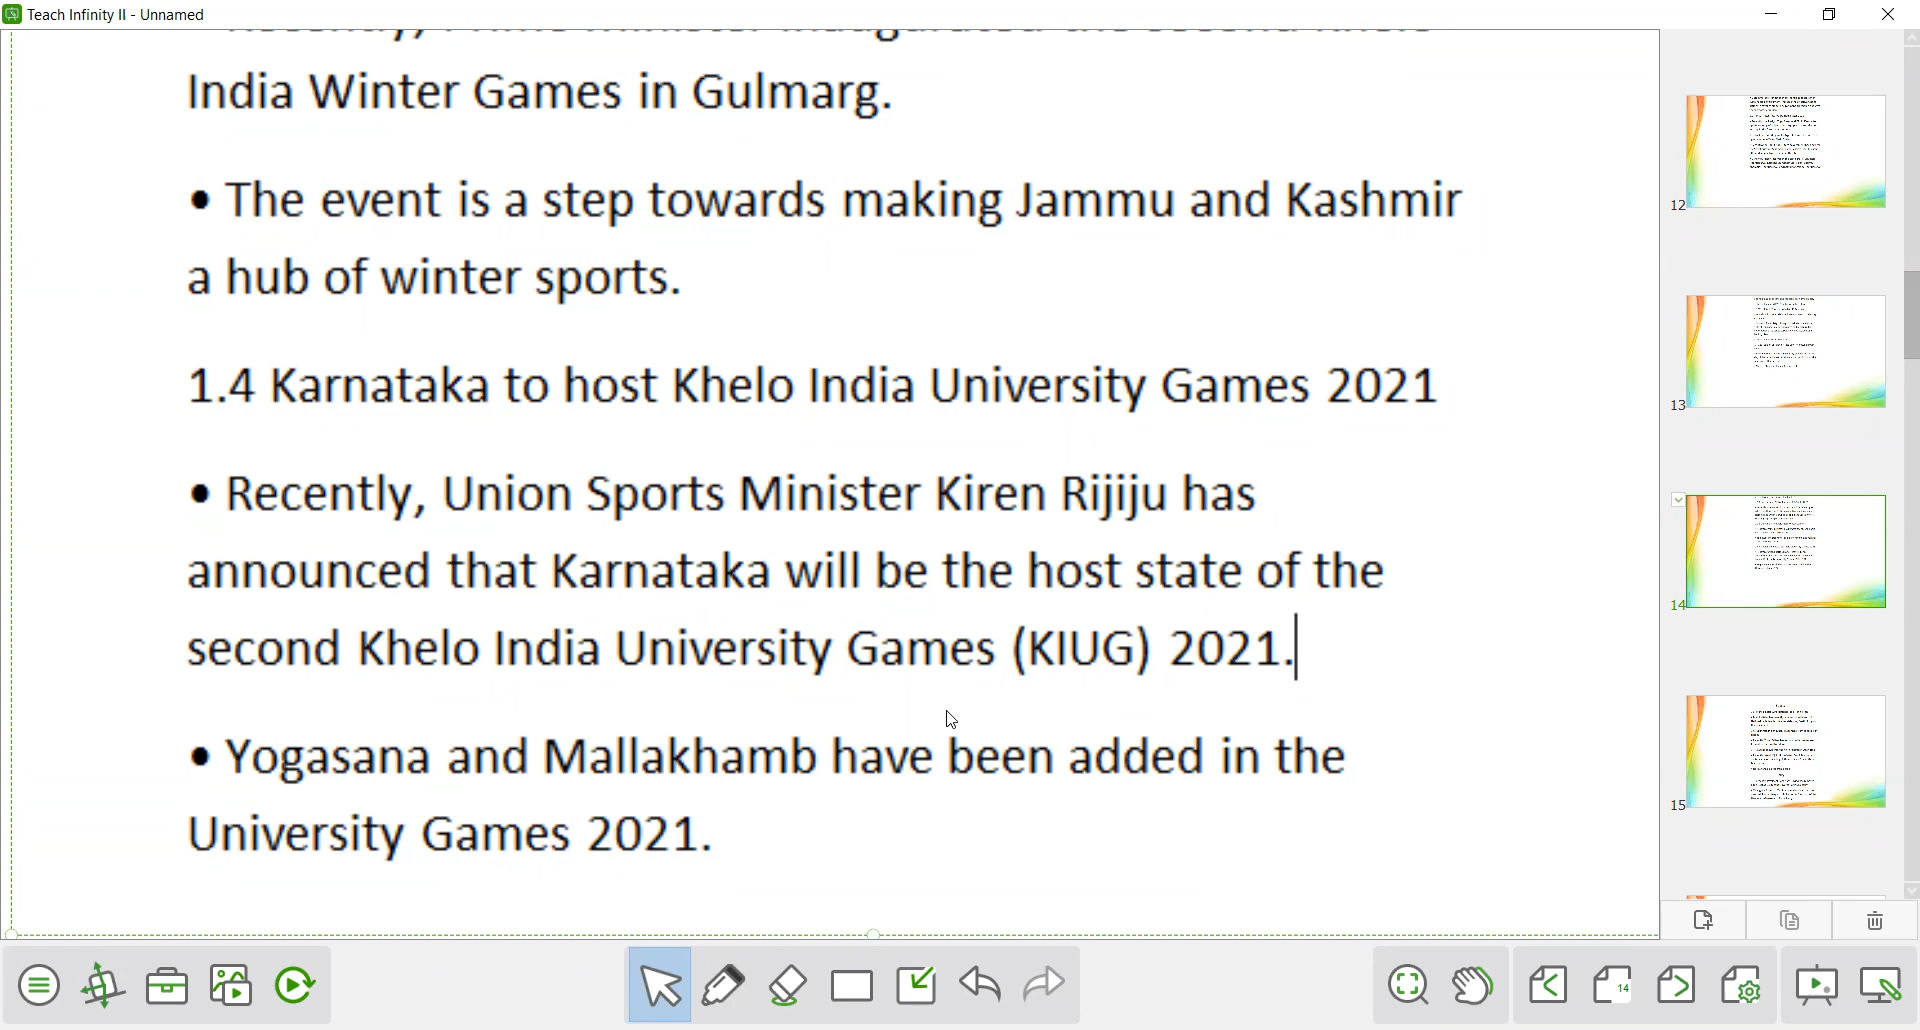 Teach Infinity II - Unnamed
India Winter Games in Gulmarg.
• The event is a step towards making Jammu and Kashmir
a hub of winter sports.
1.4 Karnataka to host Khelo India University Games 2021
• Recently, Union Sports Minister Kiren Rijiju has
announced that Karnataka will be the host state of the
second Khelo India University Games (KIUG) 2021.
• Yogasana and Mallakhamb have been added in the
University Games 2021.
12
13
14
15
14